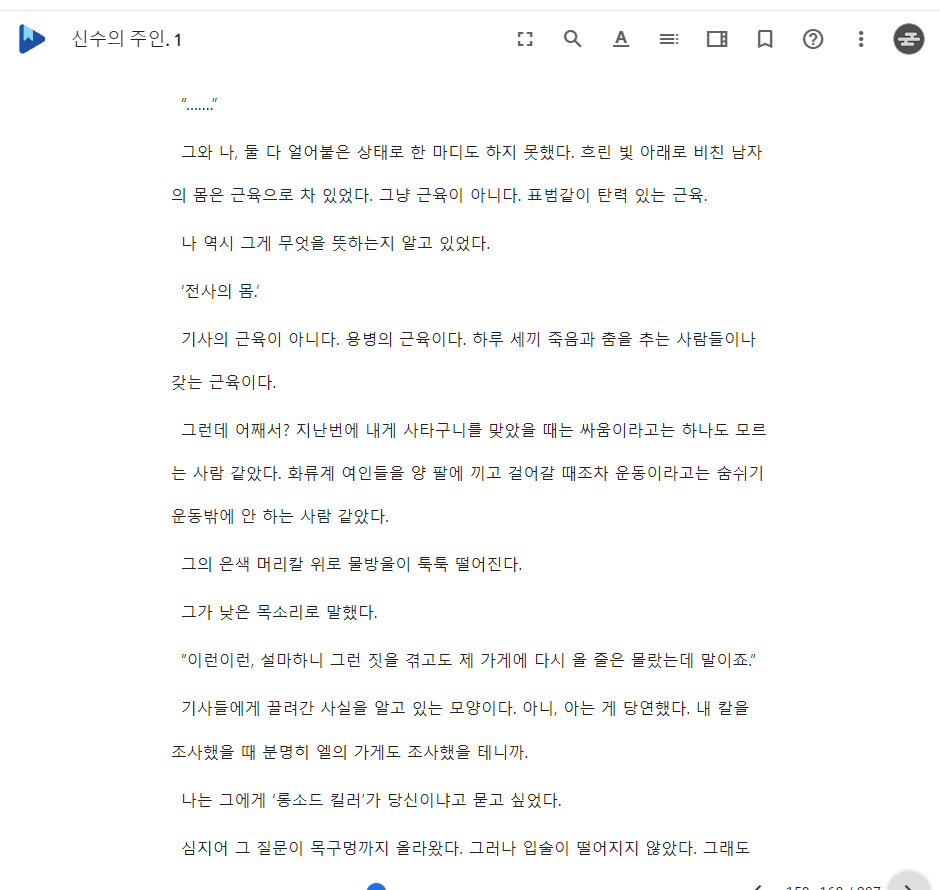 신수의 주인. 1
"……."
그와 나, 둘 다 얼어붙은 상태로 한 마디도 하지 못했다. 흐린 빛 아래로 비친 남자
의 몸은 근육으로 차 있었다. 그냥 근육이 아니다. 표범같이 탄력 있는 근육.
나 역시 그게 무엇을 뜻하는지 알고 있었다.
'전사의 몸.'
기사의 근육이 아니다. 용병의 근육이다. 하루 세끼 죽음과 춤을 추는 사람들이나
갖는 근육이다.
그런데 어째서? 지난번에 내게 사타구니를 맞았을 때는 싸움이라고는 하나도 모르
는 사람 같았다. 화류계 여인들을 양 팔에 끼고 걸어갈 때조차 운동이라고는 숨쉬기
운동밖에 안 하는 사람 같았다.
그의 은색 머리칼 위로 물방울이 툭툭 떨어진다.
그가 낮은 목소리로 말했다.
"이런이런, 설마하니 그런 짓을 겪고도 제 가게에 다시 올 줄은 몰랐는데 말이죠."
기사들에게 끌려간 사실을 알고 있는 모양이다. 아니, 아는 게 당연했다. 내 칼을
조사했을 때 분명히 엘의 가게도 조사했을 테니까.
나는 그에게 '롱소드 킬러'가 당신이냐고 묻고 싶었다.
심지어 그 질문이 목구멍까지 올라왔다. 그러나 입술이 떨어지지 않았다. 그래도